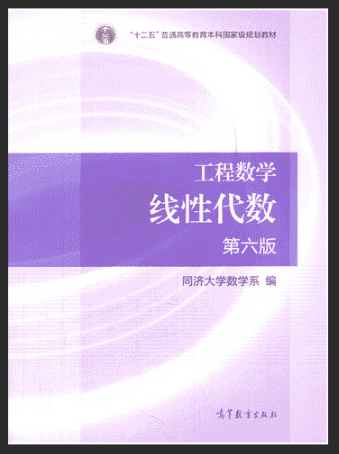 “十二五”普通高等教育本科国家级规划教材
工程数学
线性代数
第六版
同济大学数学系 编
高等教育出版社